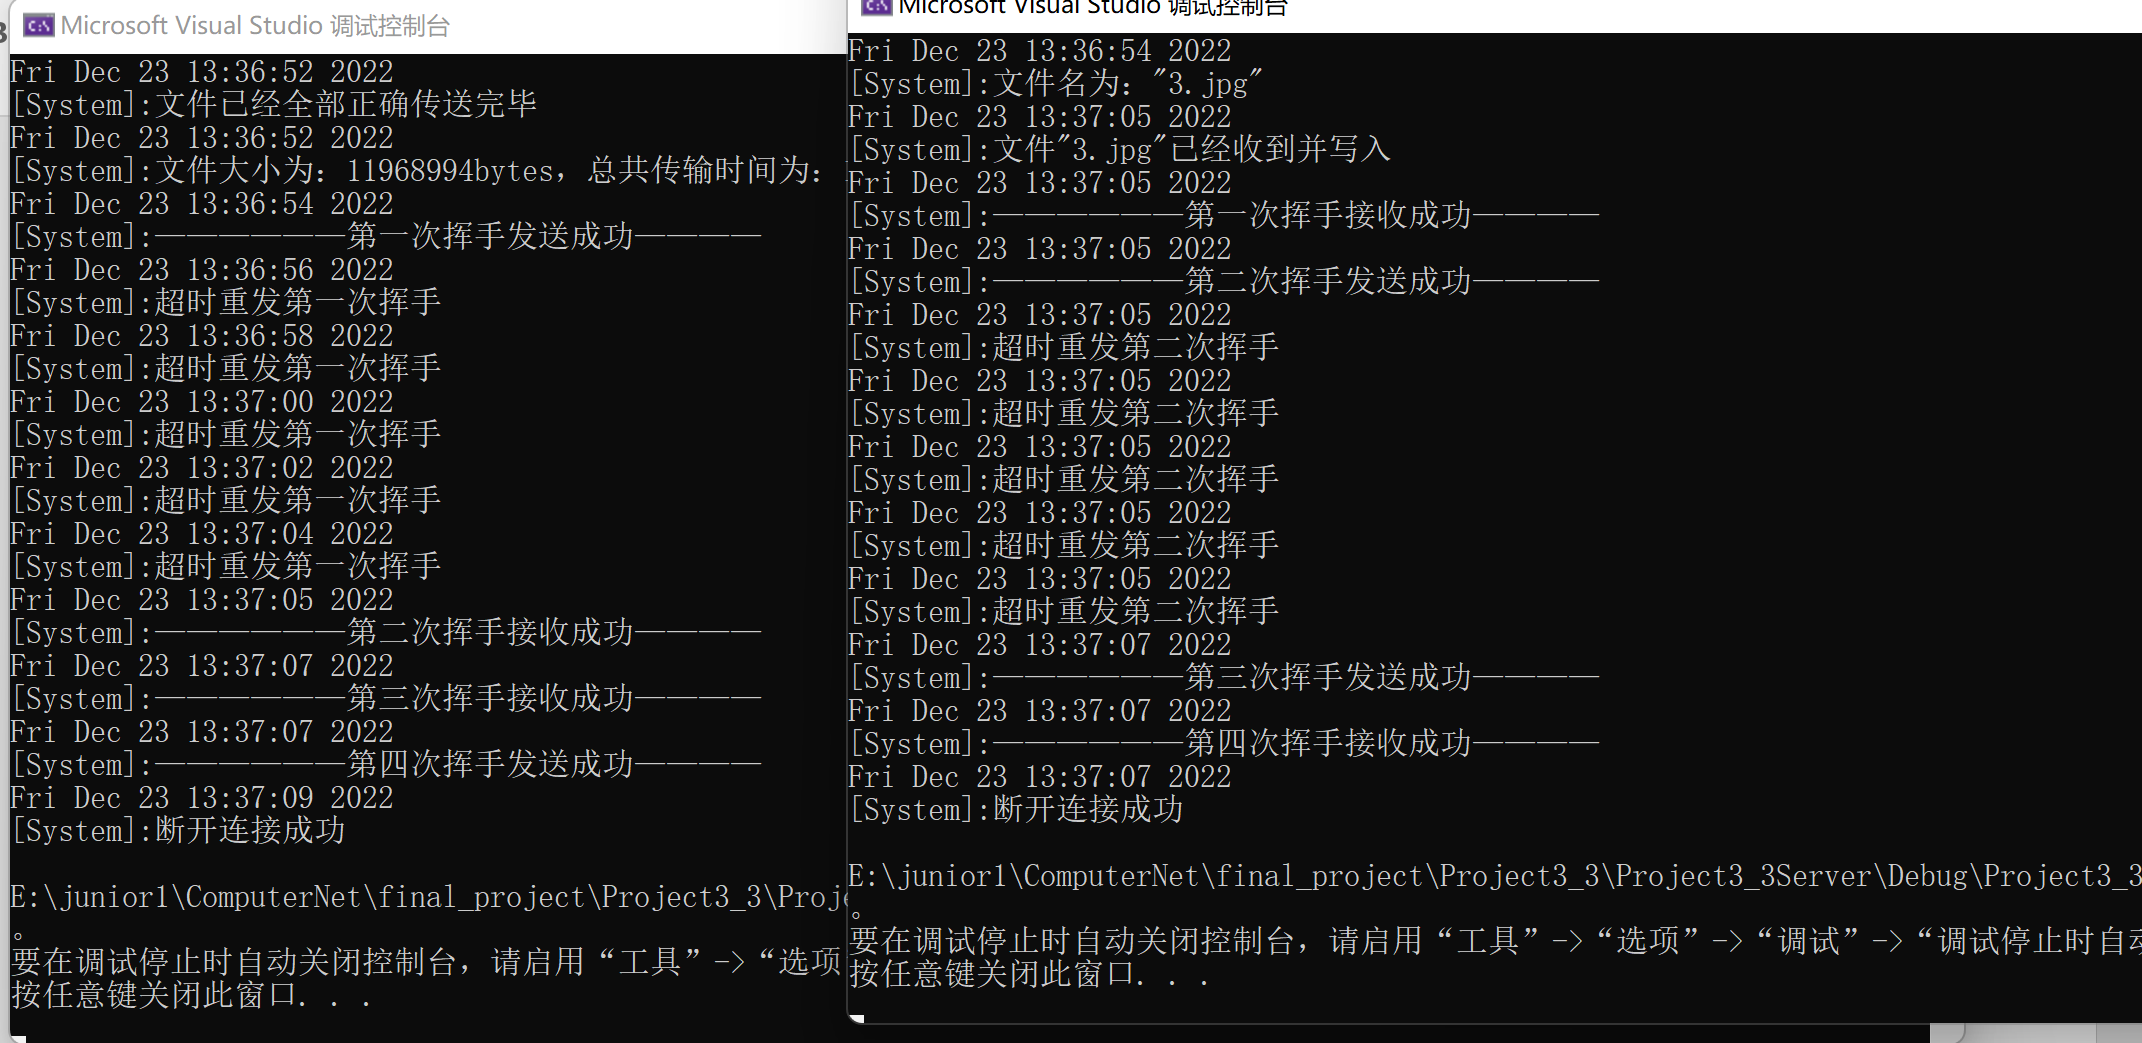 Microsoft Visual Studio 调试控制台
Fri Dec 23 13:36:52 2022
[System]:文件已经全部正确传送完毕
Fri Dec 23 13:36:52 2022
[System]:文件大小为: 11968994bytes, 总共传输时间为:
Fri Dec 23 13:36:54 2022
[System]:——————第一次挥手发送成功————
Fri Dec 23 13:36:56 2022
[System]:超时重发第一次挥手
Fri Dec 23 13:36:58 2022
[System]:超时重发第一次挥手
Fri Dec 23 13:37:00 2022
[System]:超时重发第一次挥手
Fri Dec 23 13:37:02 2022
[System]:超时重发第一次挥手
Fri Dec 23 13:37:04 2022
[System]:超时重发第一次挥手
Fri Dec 23 13:37:05 2022
[System]:——————第二次挥手接收成功————
Fri Dec 23 13:37:07 2022
[System]:——————第三次挥手接收成功————
Fri Dec 23 13:37:07 2022
[System]:——————第四次挥手发送成功————
Fri Dec 23 13:37:09 2022
[System]:断开连接成功
E:\junior1\ComputerNet\final_project\Project3_3\Proj
。
要在调试停止时自动关闭控制台, 请启用“工具”->“选项
按任意键关闭此窗口. . .
Microsoft Visual Studio 调试控制台
Fri Dec 23 13:36:54 2022
[System]:文件名为: "3.jpg"
Fri Dec 23 13:37:05 2022
[System]:文件"3.jpg"已经收到并写入
Fri Dec 23 13:37:05 2022
[System]:——————第一次挥手接收成功————
Fri Dec 23 13:37:05 2022
[System]:——————第二次挥手发送成功————
Fri Dec 23 13:37:05 2022
[System]:超时重发第二次挥手
Fri Dec 23 13:37:05 2022
[System]:超时重发第二次挥手
Fri Dec 23 13:37:05 2022
[System]:超时重发第二次挥手
Fri Dec 23 13:37:05 2022
[System]:超时重发第二次挥手
Fri Dec 23 13:37:05 2022
[System]:超时重发第二次挥手
Fri Dec 23 13:37:07 2022
[System]:——————第三次挥手发送成功————
Fri Dec 23 13:37:07 2022
[System]:——————第四次挥手接收成功————
Fri Dec 23 13:37:07 2022
[System]:断开连接成功
E:\junior1\ComputerNet\final_project\Project3_3\Project3_3Server\Debug\Project3_3
。
要在调试停止时自动关闭控制台, 请启用“工具”->“选项”->“调试”->“调试停止时自动
按任意键关闭此窗口. . .